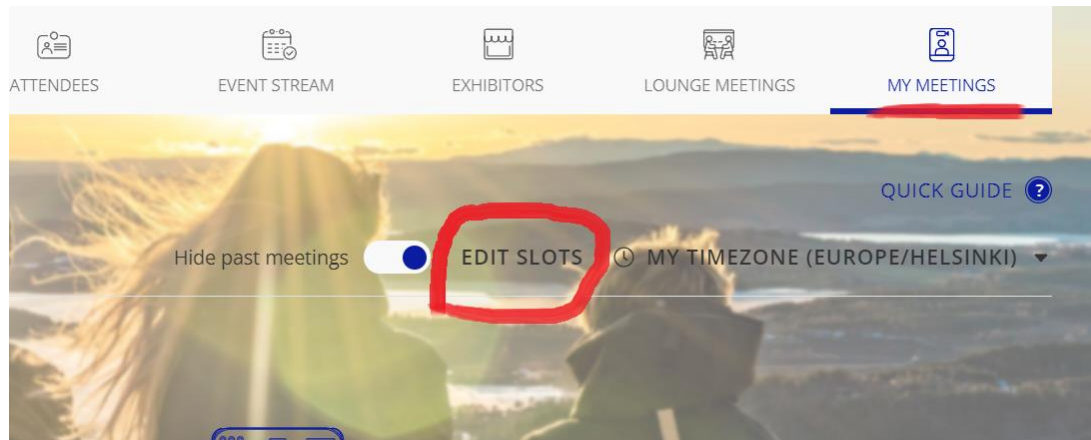 ATTENDEES EVENT STREAM EXHIBITORS LOUNGE MEETINGS MY MEETINGS
QUICK GUIDE ?
Hide past meetings EDIT SLOTS MY TIMEZONE (EUROPE/HELSINKI)